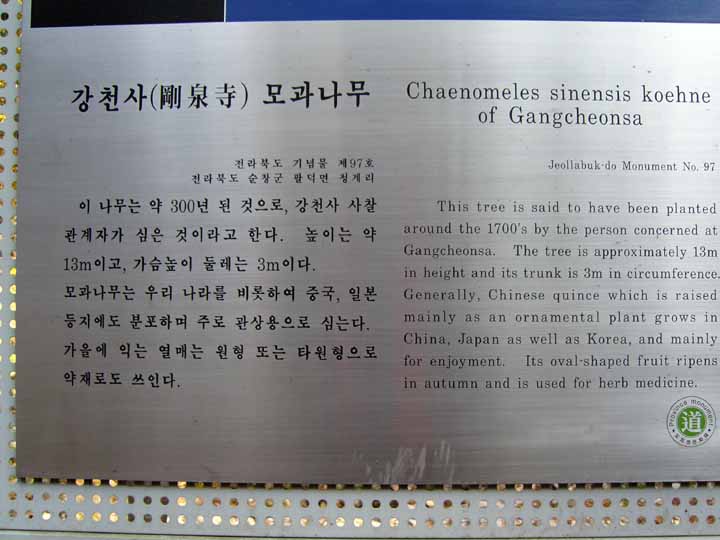 강천사(剛泉寺) 모과나무
전라북도 기념물 제97호
전라북도 순창군 팔덕면 청계리
이 나무는 약 300년 된 것으로, 강천사 사찰
관계자가 심은 것이라고 한다. 높이는 약
13m이고, 가슴높이 둘레는 3m이다.
모과나무는 우리 나라를 비롯하여 중국, 일본
등지에도 분포하며 주로 관상용으로 심는다.
가을에 익는 열매는 원형 또는 타원형으로
약재로도 쓰인다.
Chaenomeles sinensis koehne
of Gangcheonsa
Jeollabuk-do Monument No. 97
This tree is said to have been planted
around the 1700's by the person concerned at
Gangcheonsa. The tree is approximately 13m
in height and its trunk is 3m in circumference.
Generally, Chinese quince which is raised
mainly as an ornamental plant grows in
China, Japan as well as Korea, and mainly
for enjoyment. Its oval-shaped fruit ripens
in autumn and is used for herb medicine.
Province monument
道